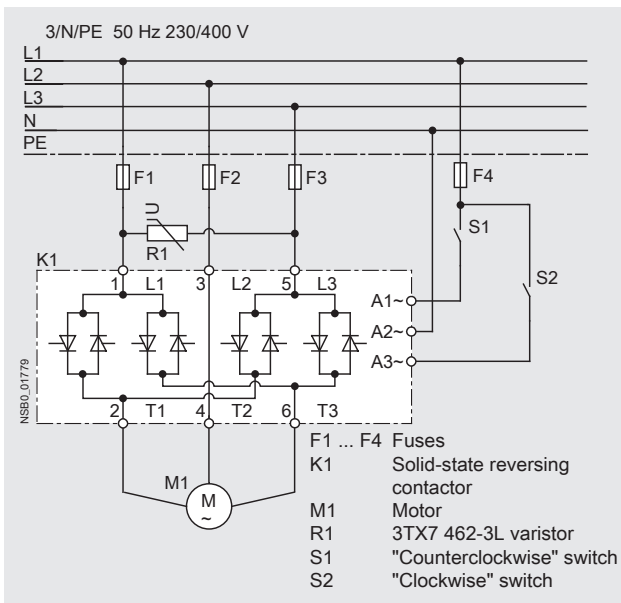 3/N/PE 50 Hz 230/400 V
L1
L2
L3
N
PE
F1
F2
F3
F4
U
R1
S1
S2
K1
1 L1 3 L2 5 L3
A1~
A2~
A3~
NSB0_01779
2 T1 4 T2 6 T3
M1
M
~
F1 ... F4 Fuses
K1 Solid-state reversing
contactor
M1 Motor
R1 3TX7 462-3L varistor
S1 "Counterclockwise" switch
S2 "Clockwise" switch